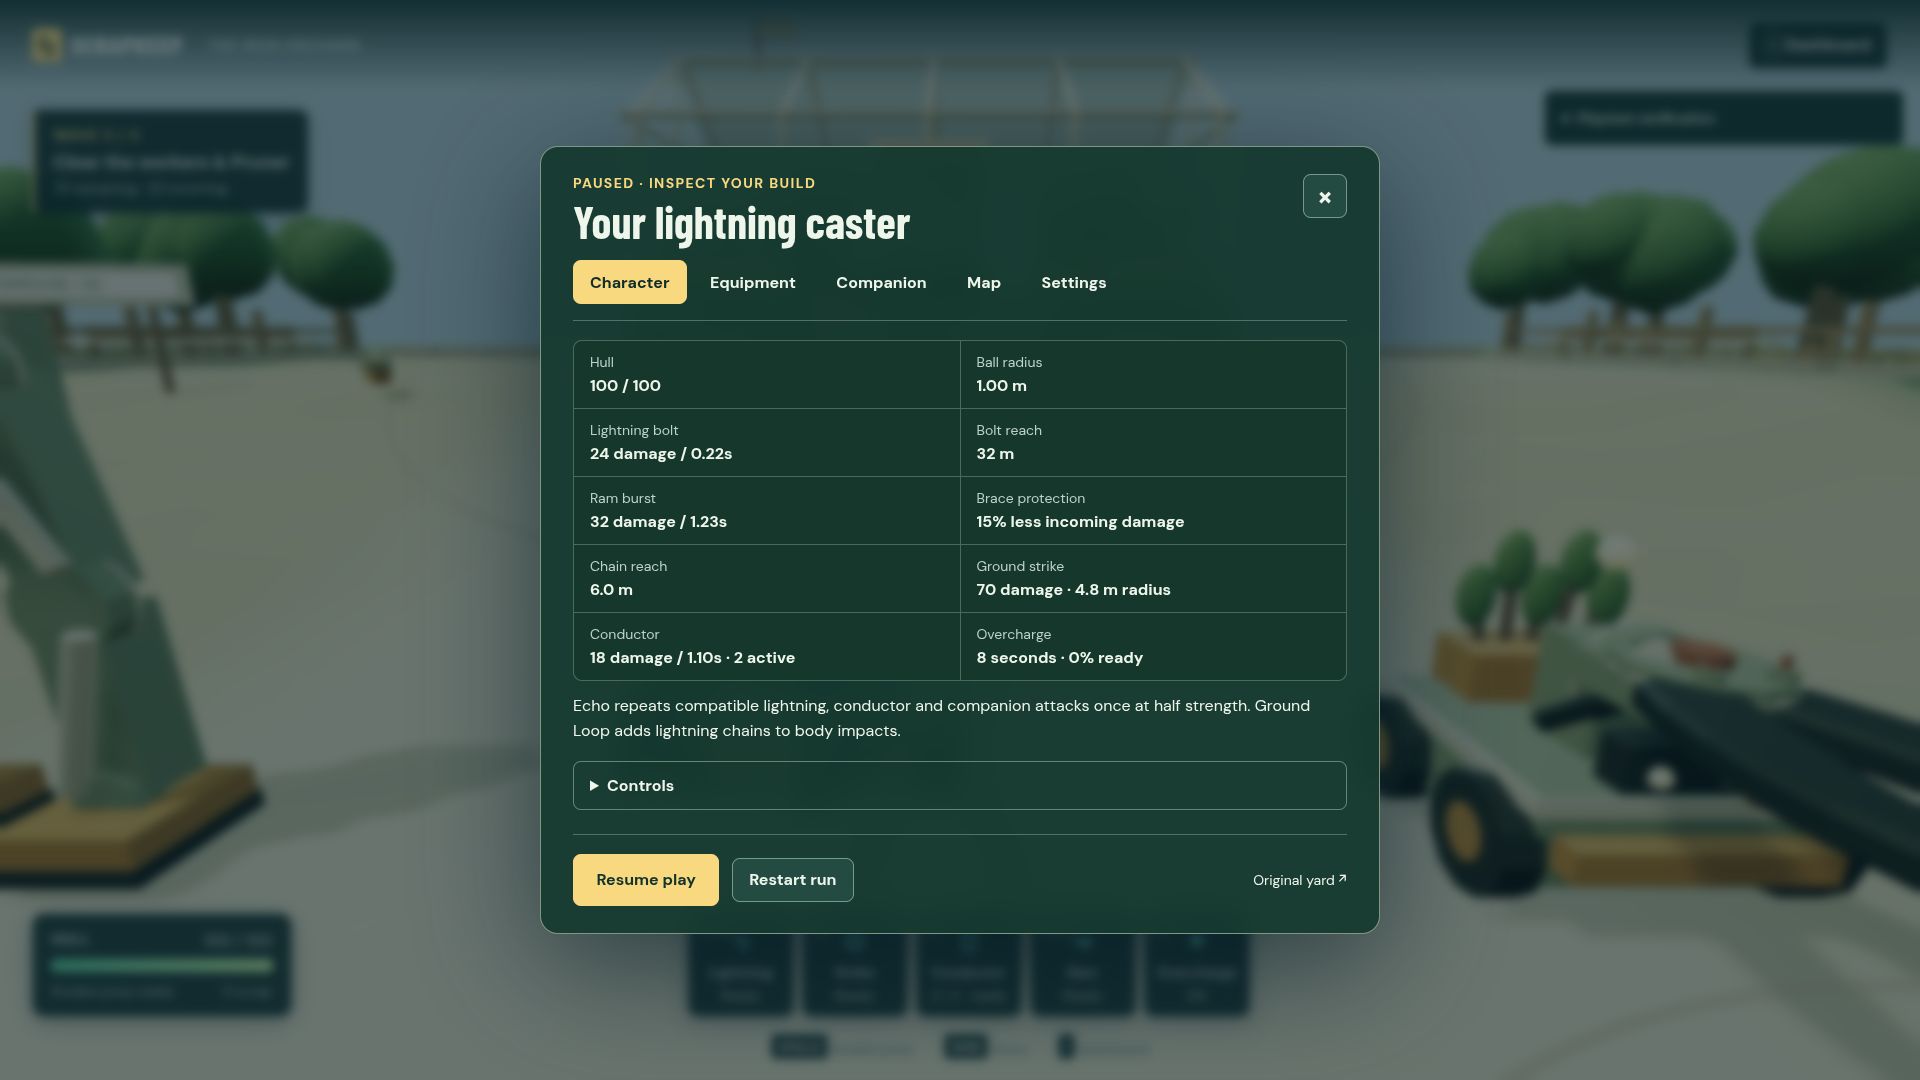 PAUSED · INSPECT YOUR BUILD
Your lightning caster
×
Character Equipment Companion Map Settings
Hull
100 / 100
Ball radius
1.00 m
Lightning bolt
24 damage / 0.22s
Bolt reach
32 m
Ram burst
32 damage / 1.23s
Brace protection
15% less incoming damage
Chain reach
6.0 m
Ground strike
70 damage · 4.8 m radius
Conductor
18 damage / 1.10s · 2 active
Overcharge
8 seconds · 0% ready
Echo repeats compatible lightning, conductor and companion attacks once at half strength. Ground
Loop adds lightning chains to body impacts.
▶ Controls
Resume play
Restart run
Original yard ↗